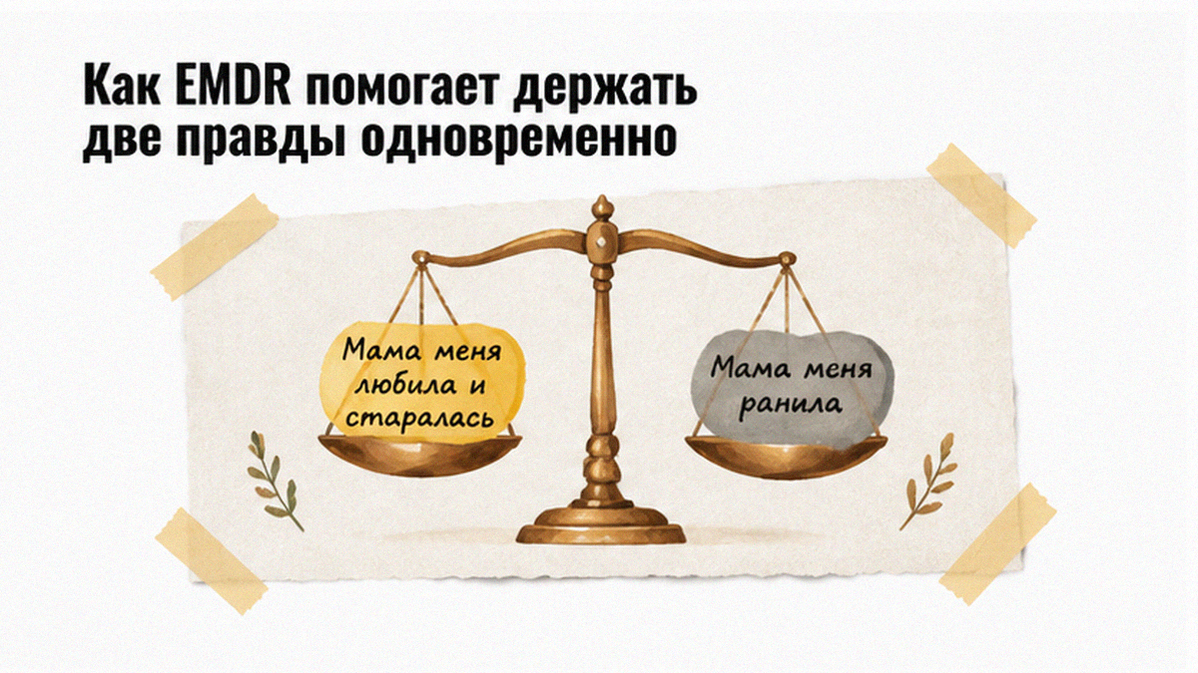 Как EMDR помогает держать
две правды одновременно
Мама меня
любила и
старалась
Мама меня
ранила